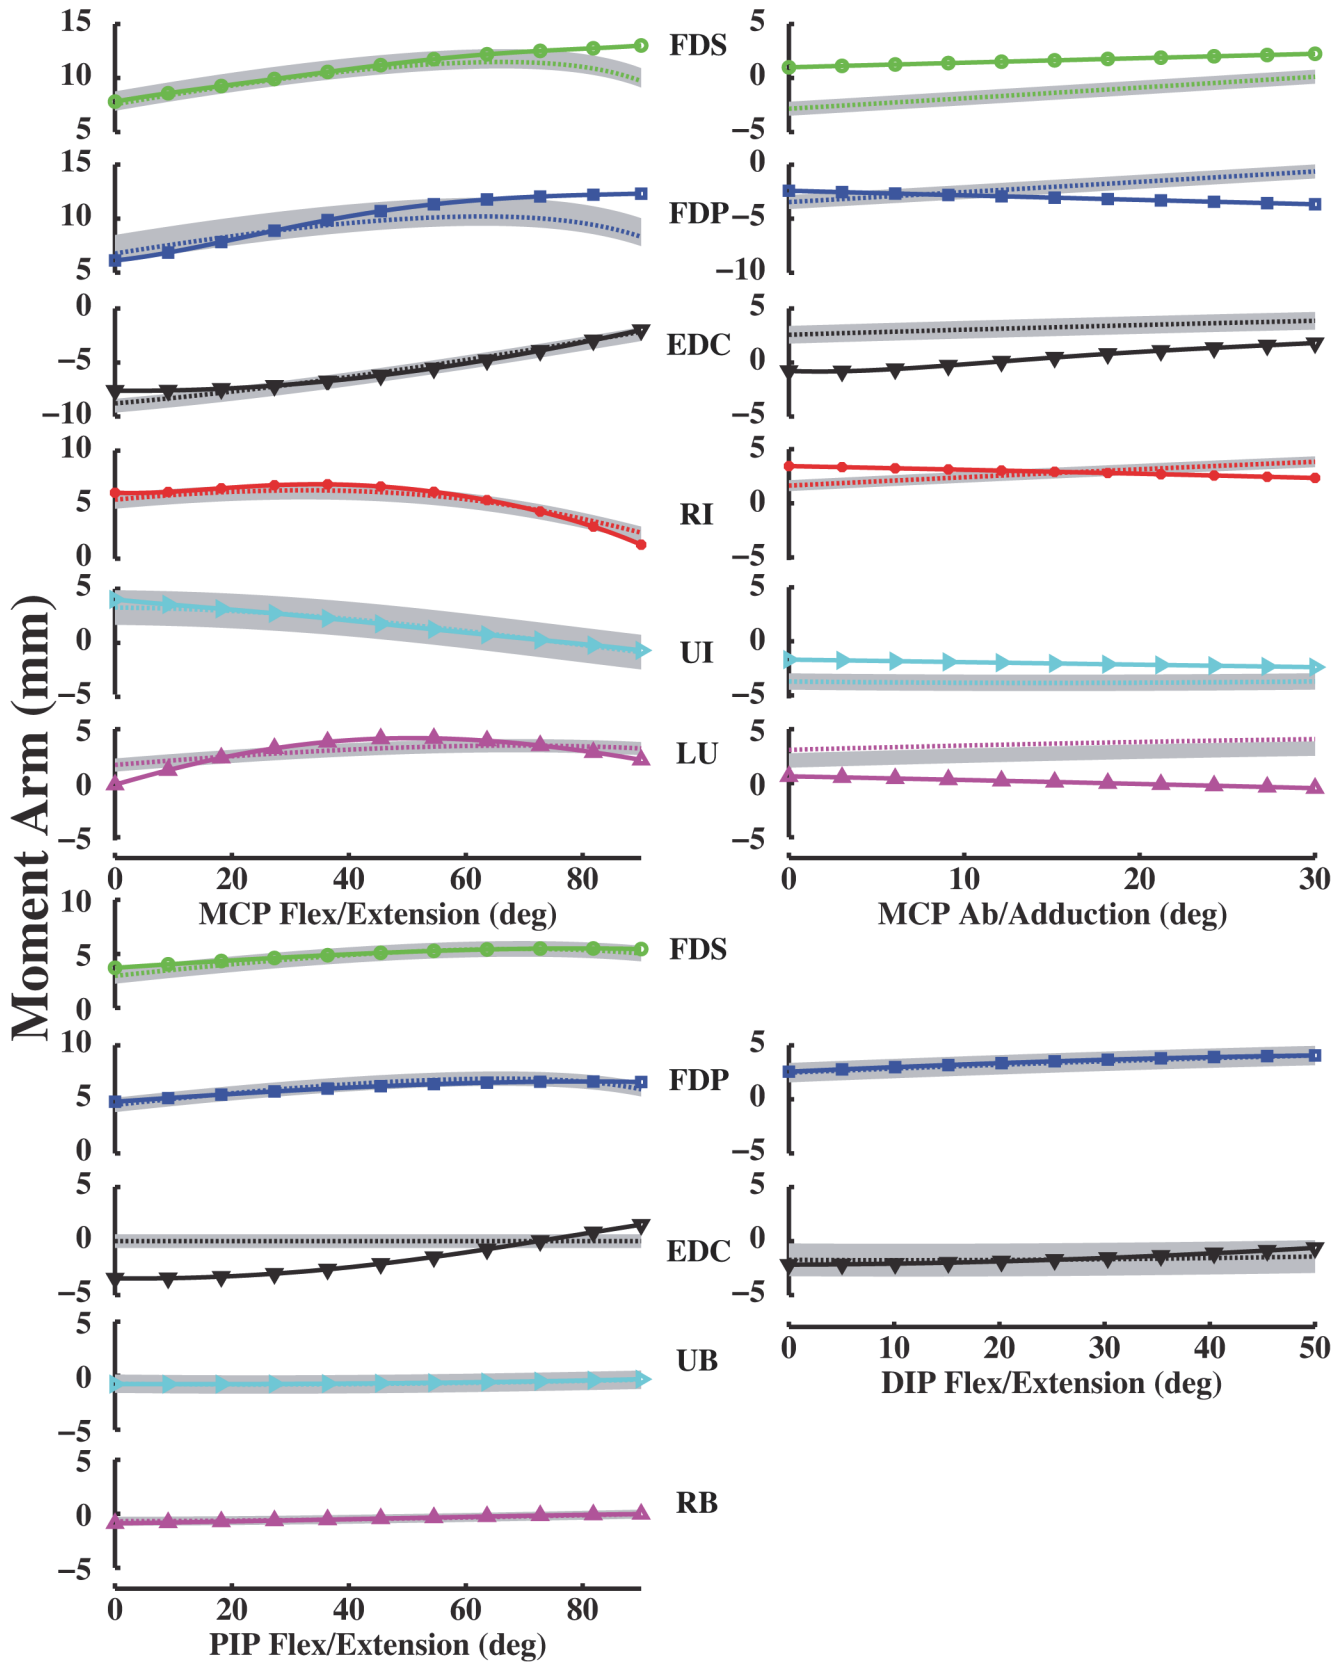 Moment Arm (mm)
15
10
5
FDS
5
0
−5
15
10
5
FDP
0
−5
−10
0
−5
−10
EDC
5
0
−5
10
5
0
RI
5
0
−5
5
0
−5
UI
5
0
−5
5
0
−5
LU
5
0
−5
0 20 40 60 80
MCP Flex/Extension (deg)
0 10 20 30
MCP Ab/Adduction (deg)
10
5
0
FDS
10
5
0
FDP
5
0
−5
5
0
−5
EDC
5
0
−5
0 10 20 30 40 50
DIP Flex/Extension (deg)
5
0
−5
UB
5
0
−5
RB
0 20 40 60 80
PIP Flex/Extension (deg)